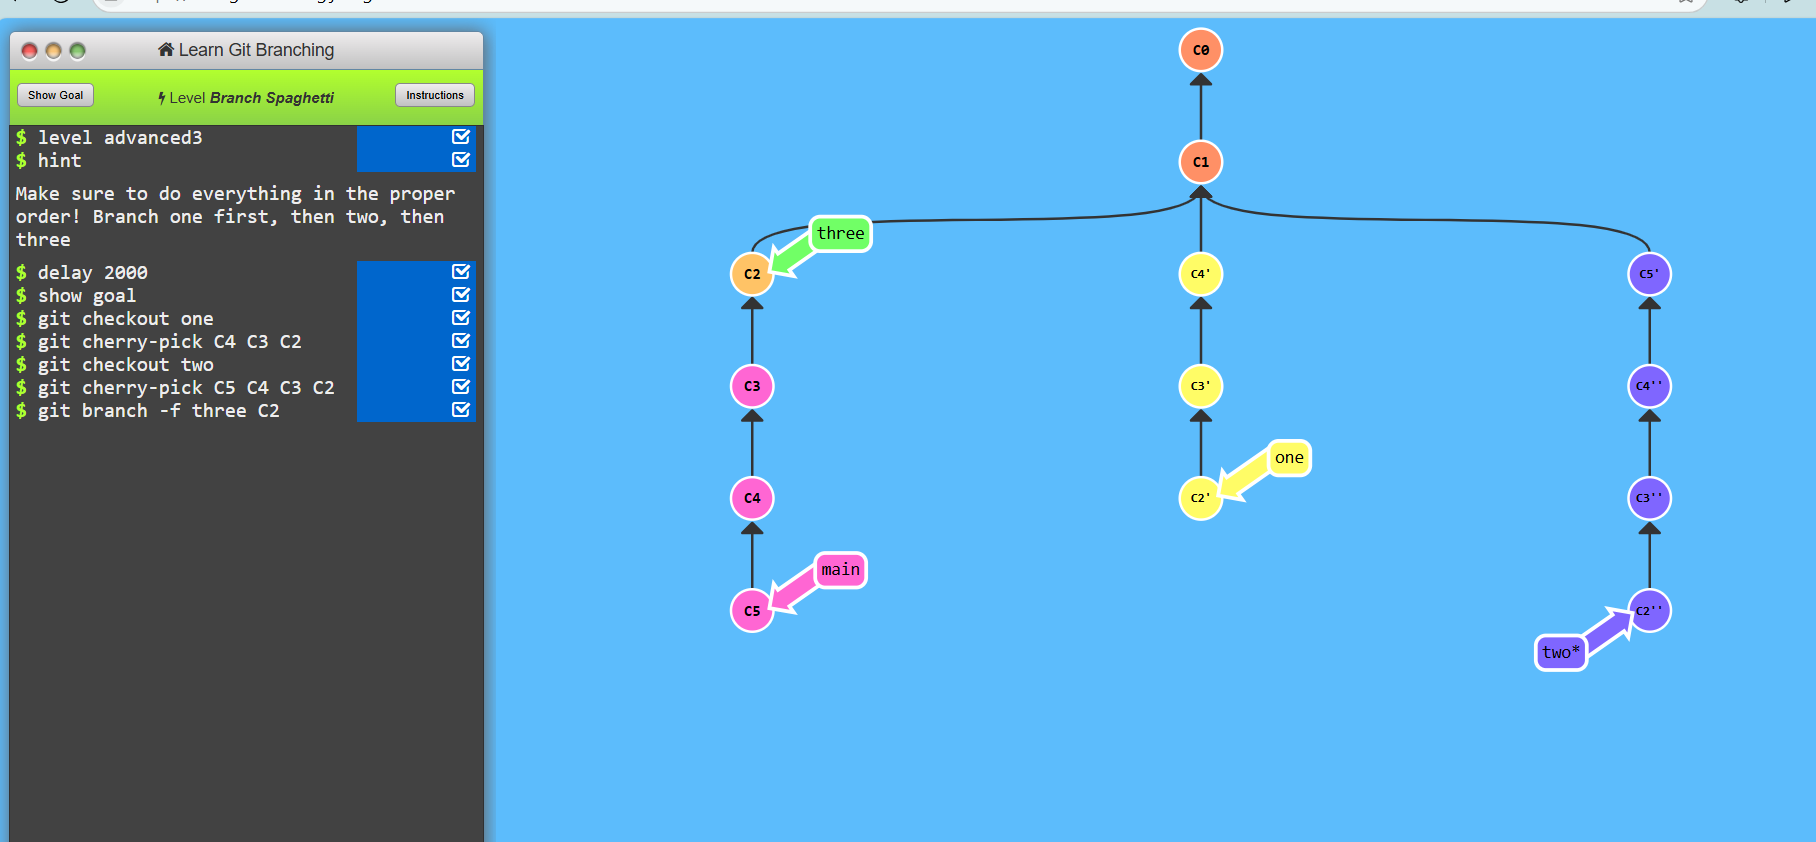 Learn Git Branching
Show Goal
Level Branch Spaghetti
Instructions
$ level advanced3
$ hint
Make sure to do everything in the proper
order! Branch one first, then two, then
three
$ delay 2000
$ show goal
$ git checkout one
$ git cherry-pick C4 C3 C2
$ git checkout two
$ git cherry-pick C5 C4 C3 C2
$ git branch -f three C2
C0
C1
three
C2
C4'
C5'
C3
C3'
C4''
one
C4
C2'
C3''
main
C5
C2''
two*